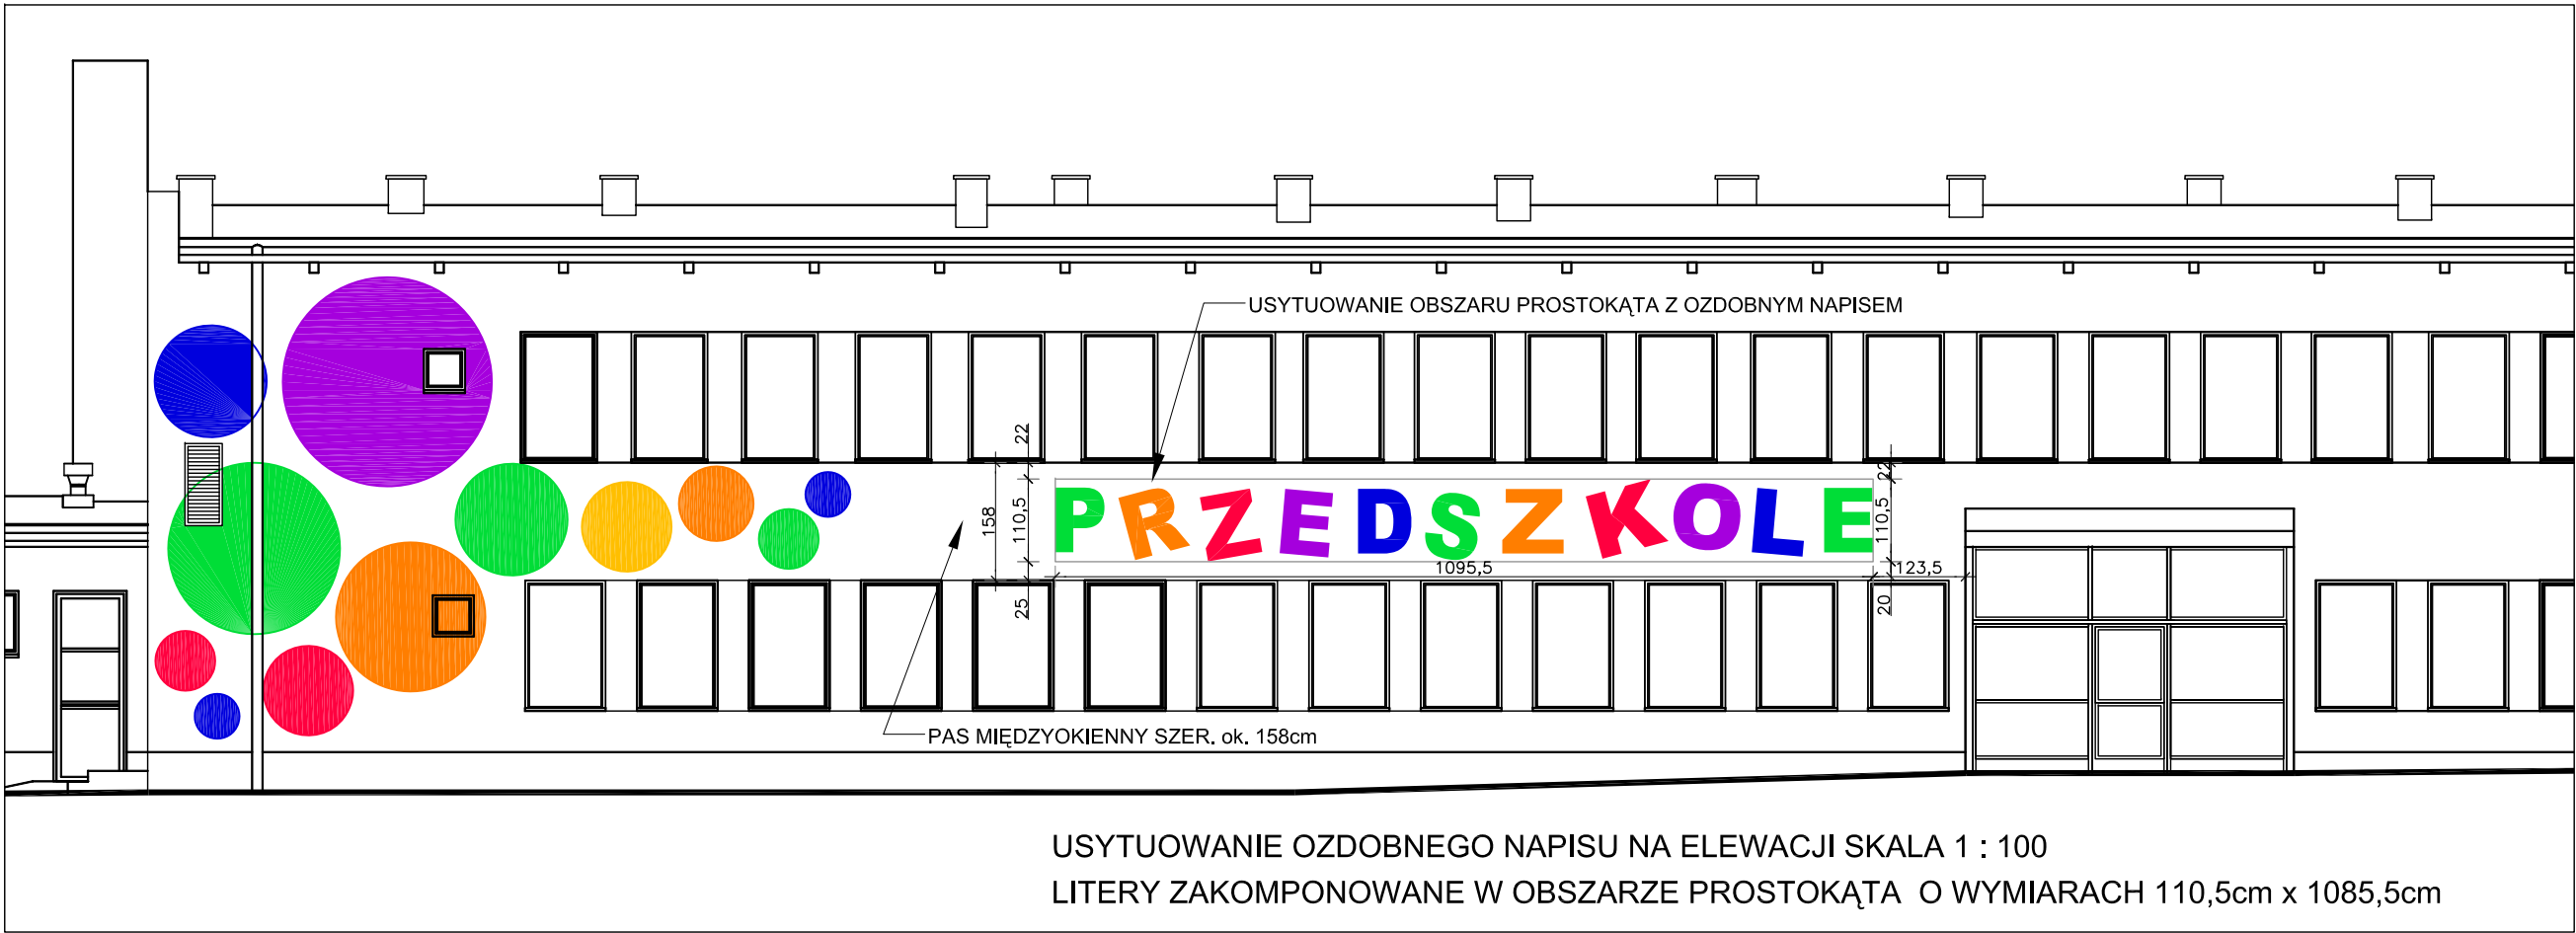 USYTUOWANIE OBSZARU PROSTOKĄTA Z OZDOBNYM NAPISEM
22
22
158
110,5
PRZEDSZKOLE
110,5
1095,5
123,5
25
20
PAS MIĘDZYOKIENNY SZER. ok. 158cm
USYTUOWANIE OZDOBNEGO NAPISU NA ELEWACJI SKALA 1 : 100
LITERY ZAKOMPONOWANE W OBSZARZE PROSTOKĄTA O WYMIARACH 110,5cm x 1085,5cm